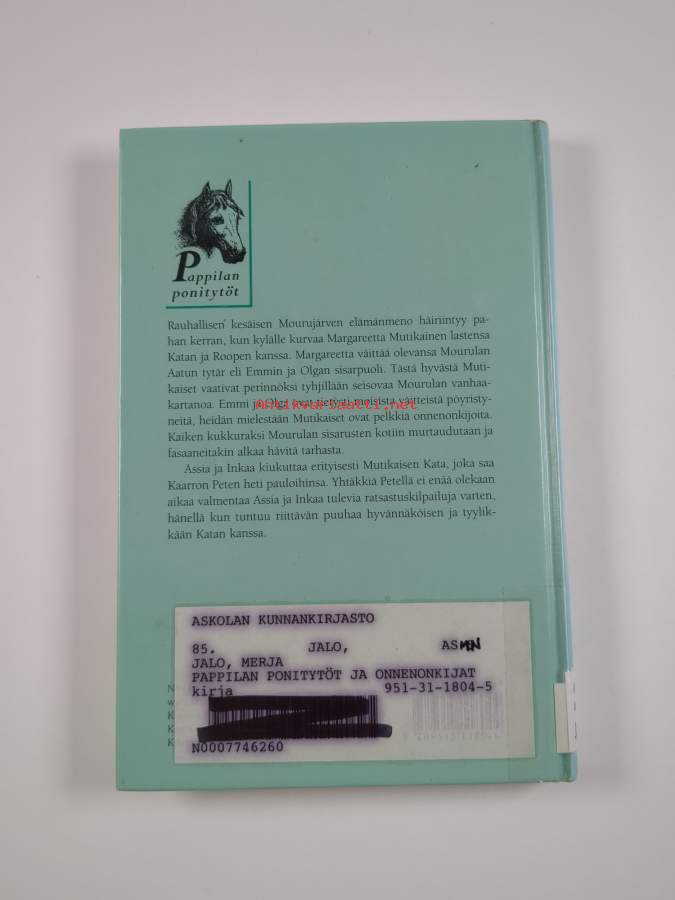 Pappilan
ponitytöt
Rauhallisen kesäisen Mourujärven elämänmeno häiriintyy pa-
han kerran, kun kylälle kurvaa Margareetta Mutikainen lastensa
Katan ja Roopen kanssa. Margareetta väittää olevansa Mourulan
Aatun tytär eli Emmin ja Olgan sisarpuoli. Tästä hyvästä Muti-
kaiset vaativat perinnöksi tyhjillään seisovaa Mourulan vanhaa
kartanoa. Emmi ja Olga ovat tietysti moisista väitteistä pöyristy-
Antikvariaatti.net
neitä, heidän mielestään Mutikaiset ovat pelkkiä onnenonkijoita.
Kaiken kukkuraksi Mourulan sisarusten kotiin murtaudutaan ja
fasaaneitakin alkaa hävitä tarhasta.
Assia ja Inkaa kiukuttaa erityisesti Mutikaisen Kata, joka saa
Kaarron Peten heti pauloihinsa. Yhtäkkiä Petellä ei enää olekaan
aikaa valmentaa Assia ja Inkaa tulevia ratsastuskilpailuja varten,
hänellä kun tuntuu riittävän puuhaa hyvännäköisen ja tyylik-
kään Katan kanssa.
ASKOLAN KUNNANKIRJASTO
85. JALO, AS
JALO, MERJA
PAPPILAN PONITYTÖT JA ONNENONKIJAT
kirja 951-31-1804-5
N0007746260